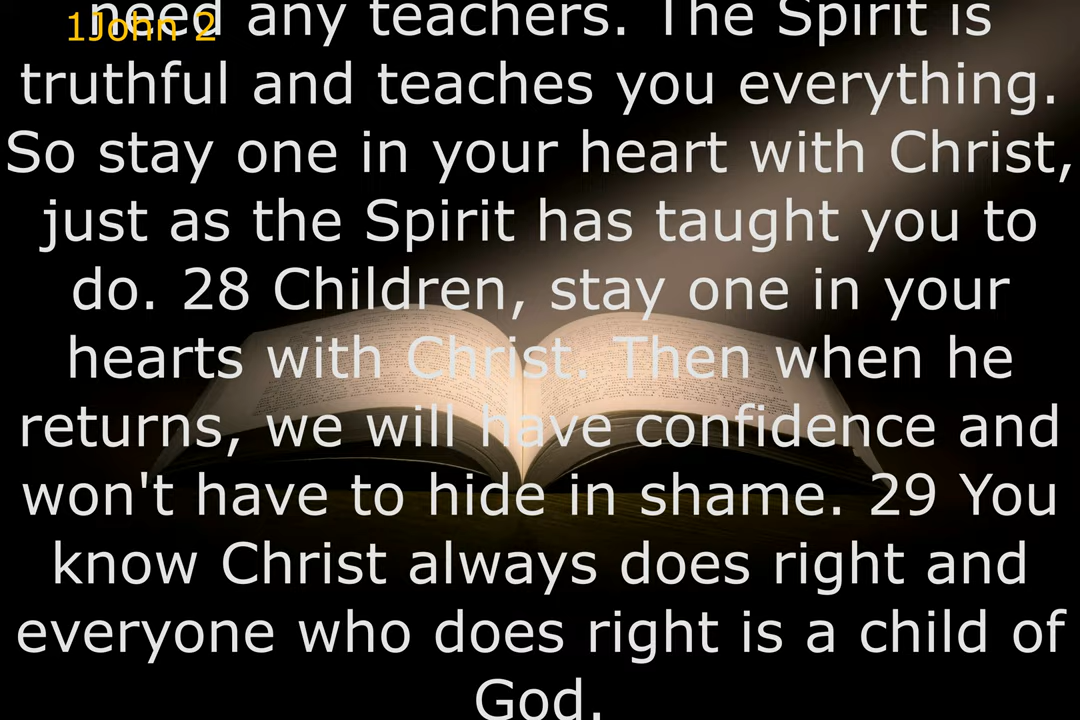 1John 2
need any teachers. The Spirit is
truthful and teaches you everything.
So stay one in your heart with Christ,
just as the Spirit has taught you to
do. 28 Children, stay one in your
hearts with Christ. Then when he
returns, we will have confidence and
won't have to hide in shame. 29 You
know Christ always does right and
everyone who does right is a child of
God.